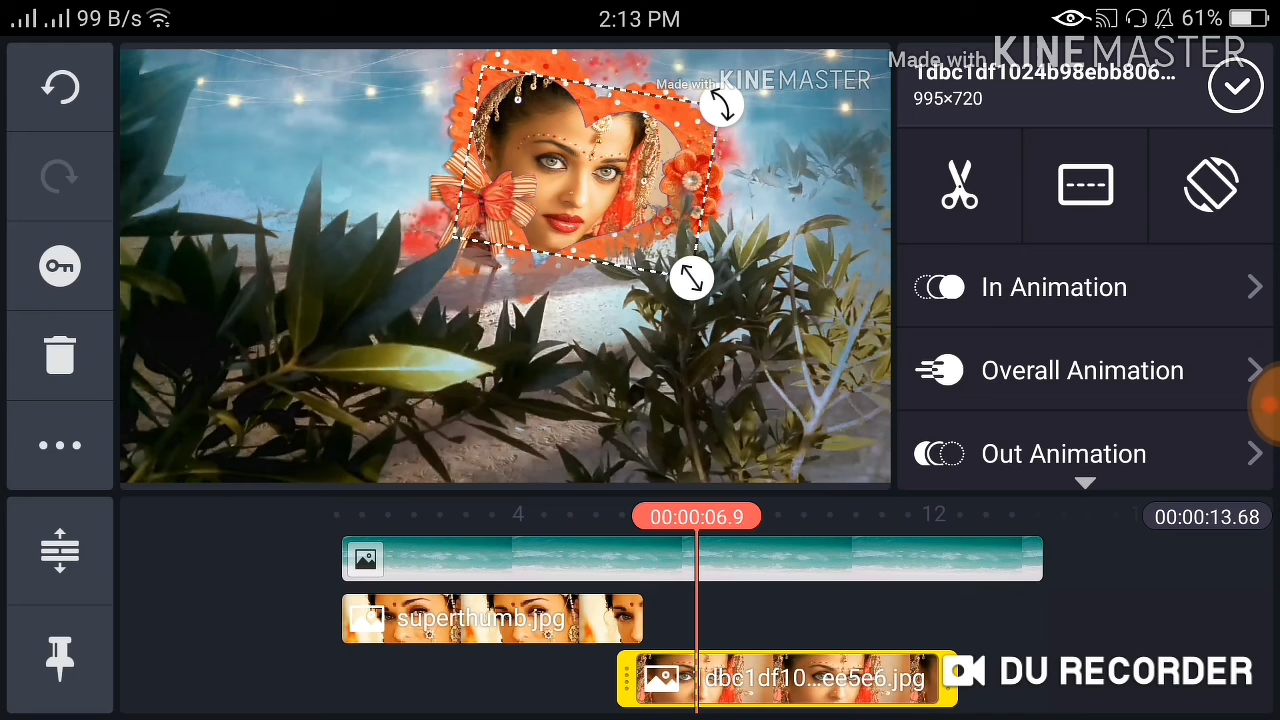 99 B/s
2:13 PM
61%
Made with KINEMASTER
Made with KINEMASTER
1dbc1df1024b98ebb806...
995×720
In Animation
Overall Animation
Out Animation
4
00:00:06.9
12
00:00:13.68
superthumb.jpg
dbc1df10...ee5e6.jpg
DU RECORDER